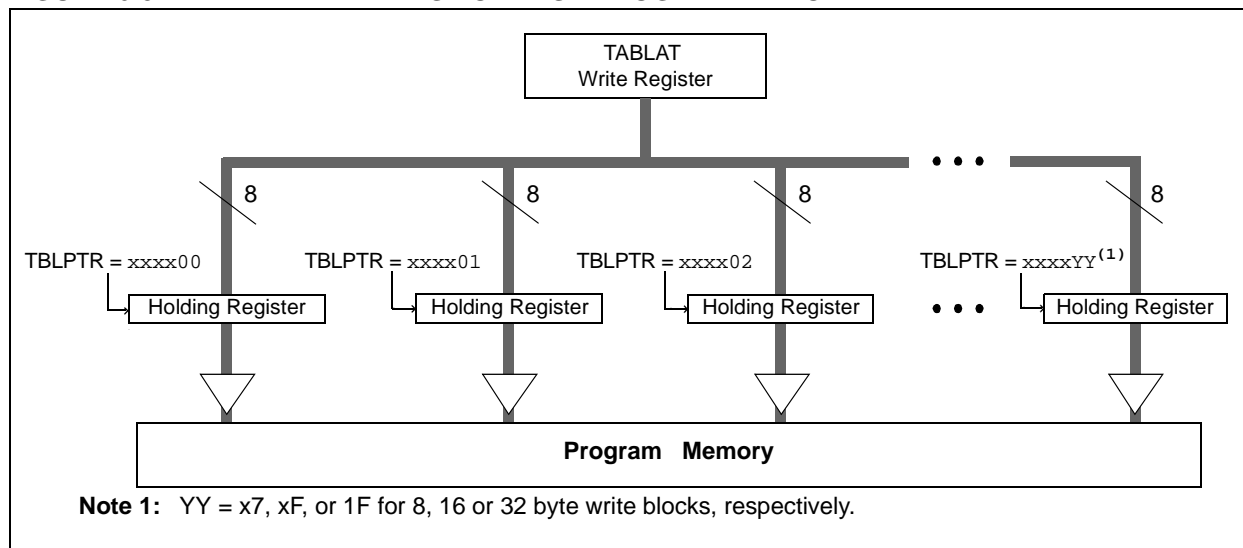 TABLAT
Write Register
8 8 8 8
TBLPTR = xxxx00 TBLPTR = xxxx01 TBLPTR = xxxx02 TBLPTR = xxxxYY(1)
Holding Register Holding Register Holding Register Holding Register
Program Memory
Note 1: YY = x7, xF, or 1F for 8, 16 or 32 byte write blocks, respectively.